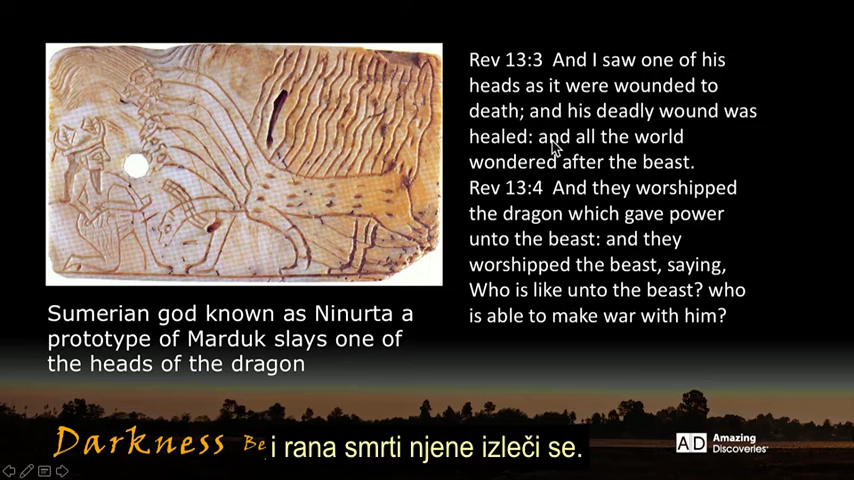 Rev 13:3 And I saw one of his
heads as it were wounded to
death; and his deadly wound was
healed: and all the world
wondered after the beast.
Rev 13:4 And they worshipped
the dragon which gave power
unto the beast: and they
worshipped the beast, saying,
Who is like unto the beast? who
is able to make war with him?
Sumerian god known as Ninurta a
prototype of Marduk slays one of
the heads of the dragon
Darkness Be
i rana smrti njene izleči se.
AD Amazing
Discoveries